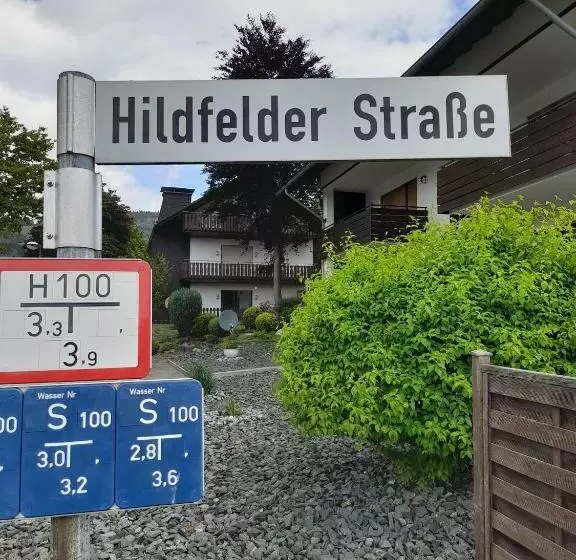 Hildfelder Straße
H100
3,3 ,
3,9
00
,
Wasser Nr
S 100
3,0 ,
3,2
Wasser Nr
S 100
2,8 ,
3,6